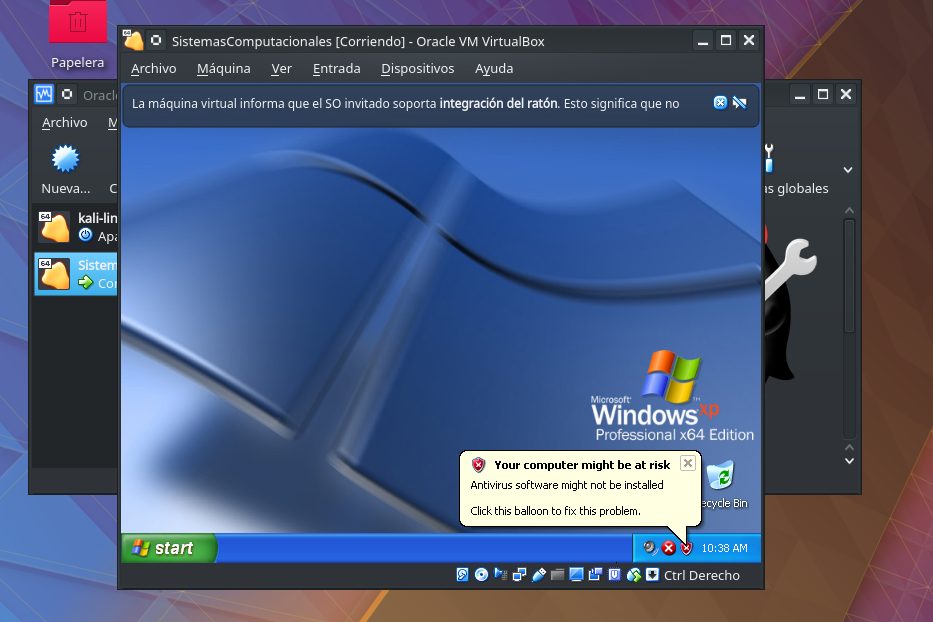 Papelera
SistemasComputacionales [Corriendo] - Oracle VM VirtualBox
Archivo Máquina Ver Entrada Dispositivos Ayuda
La máquina virtual informa que el SO invitado soporta integración del ratón. Esto significa que no
Oracle
Archivo M
Nueva... C
as globales
64
kali-lin
Apa
64
Sistem
Cor
Microsoft
Windows xp
Professional x64 Edition
Your computer might be at risk
Antivirus software might not be installed
Click this balloon to fix this problem.
ecycle Bin
start
10:38 AM
Ctrl Derecho